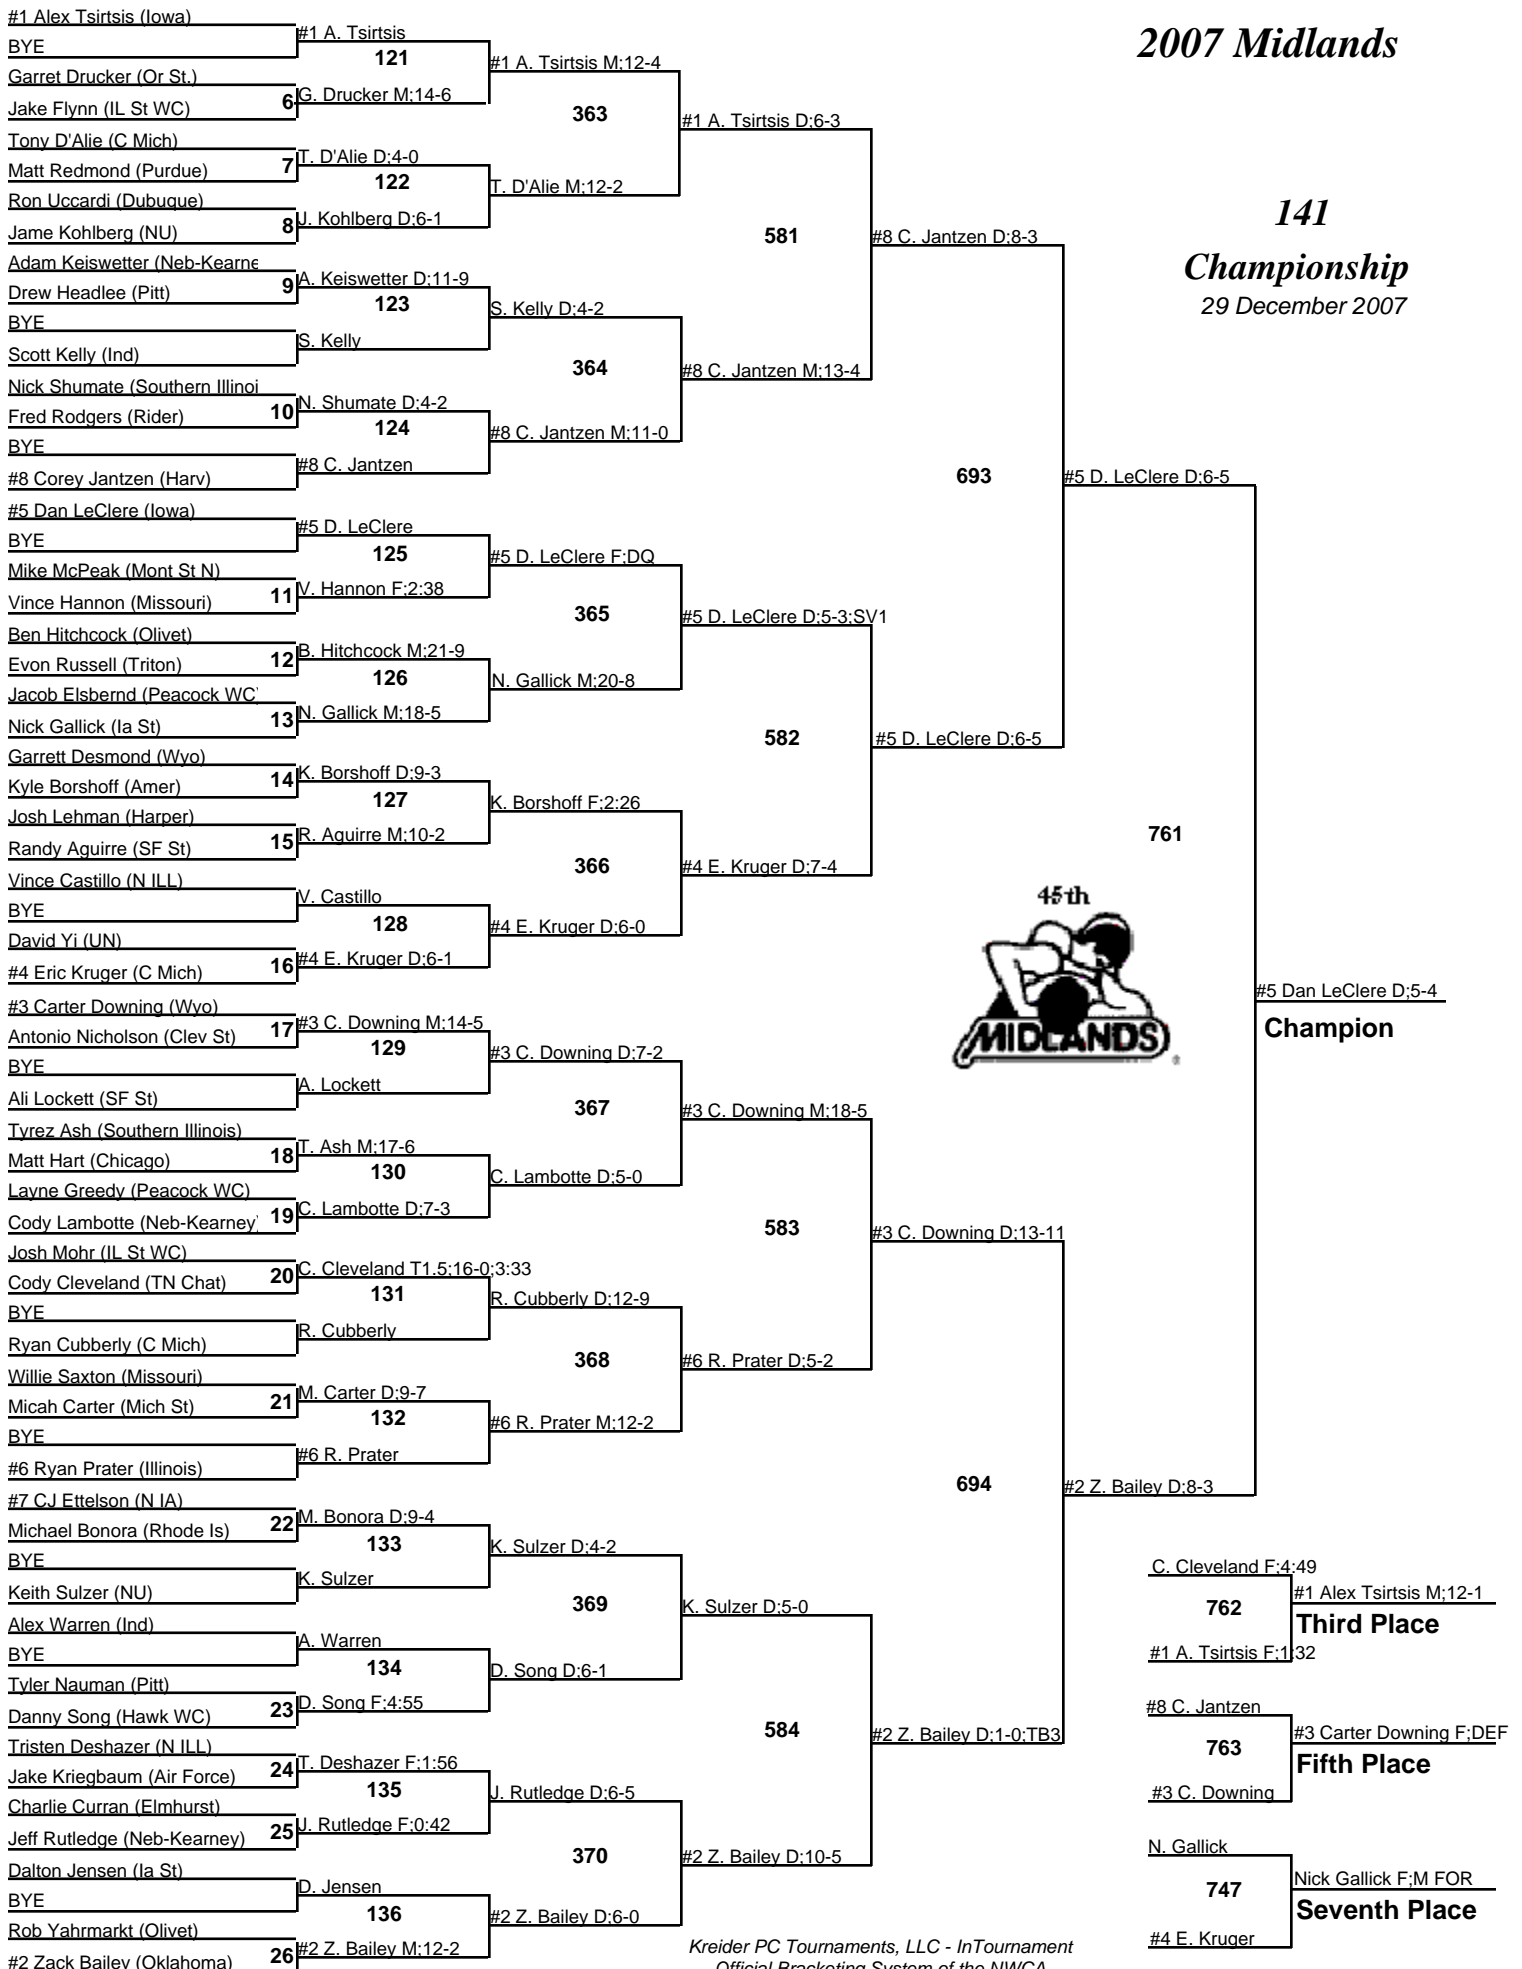 2007 Midlands
141
Championship
29 December 2007
#1 Alex Tsirtsis (Iowa)
BYE
Garret Drucker (Or St.)
Jake Flynn (IL St WC)
6
Tony D'Alie (C Mich)
Matt Redmond (Purdue)
7
Ron Uccardi (Dubuque)
Jame Kohlberg (NU)
8
Adam Keiswetter (Neb-Kearne
Drew Headlee (Pitt)
9
BYE
Scott Kelly (Ind)
Nick Shumate (Southern Illinoi
Fred Rodgers (Rider)
10
BYE
#8 Corey Jantzen (Harv)
#5 Dan LeClere (Iowa)
BYE
Mike McPeak (Mont St N)
Vince Hannon (Missouri)
11
Ben Hitchcock (Olivet)
Evon Russell (Triton)
12
Jacob Elsbernd (Peacock WC)
Nick Gallick (Ia St)
13
Garrett Desmond (Wyo)
Kyle Borshoff (Amer)
14
Josh Lehman (Harper)
Randy Aguirre (SF St)
15
Vince Castillo (N ILL)
BYE
David Yi (UN)
#4 Eric Kruger (C Mich)
16
#3 Carter Downing (Wyo)
Antonio Nicholson (Clev St)
17
BYE
Ali Lockett (SF St)
Tyrez Ash (Southern Illinois)
Matt Hart (Chicago)
18
Layne Greedy (Peacock WC)
Cody Lambotte (Neb-Kearney)
19
Josh Mohr (IL St WC)
Cody Cleveland (TN Chat)
20
BYE
Ryan Cubberly (C Mich)
Willie Saxton (Missouri)
Micah Carter (Mich St)
21
BYE
#6 Ryan Prater (Illinois)
#7 CJ Ettelson (N IA)
Michael Bonora (Rhode Is)
22
BYE
Keith Sulzer (NU)
Alex Warren (Ind)
BYE
Tyler Nauman (Pitt)
Danny Song (Hawk WC)
23
Tristen Deshazer (N ILL)
Jake Kriegbaum (Air Force)
24
Charlie Curran (Elmhurst)
Jeff Rutledge (Neb-Kearney)
25
Dalton Jensen (Ia St)
BYE
Rob Yahrmarkt (Olivet)
#2 Zack Bailey (Oklahoma)
26
#1 A. Tsirtsis
121
G. Drucker M;14-6
T. D'Alie D;4-0
122
J. Kohlberg D;6-1
A. Keiswetter D;11-9
123
S. Kelly
N. Shumate D;4-2
124
#8 C. Jantzen
#5 D. LeClere
125
V. Hannon F;2:38
B. Hitchcock M;21-9
126
N. Gallick M;18-5
K. Borshoff D;9-3
127
R. Aguirre M;10-2
V. Castillo
128
#4 E. Kruger D;6-1
#3 C. Downing M;14-5
129
A. Lockett
T. Ash M;17-6
130
C. Lambotte D;7-3
C. Cleveland T1.5;16-0;3:33
131
R. Cubberly
M. Carter D;9-7
132
#6 R. Prater
M. Bonora D;9-4
133
K. Sulzer
A. Warren
134
D. Song F;4:55
T. Deshazer F;1:56
135
J. Rutledge F;0:42
D. Jensen
136
#2 Z. Bailey M;12-2
#1 A. Tsirtsis M;12-4
363
T. D'Alie M;12-2
S. Kelly D;4-2
364
#8 C. Jantzen M;11-0
#5 D. LeClere F;DQ
365
N. Gallick M;20-8
K. Borshoff F;2:26
366
#4 E. Kruger D;6-0
#3 C. Downing D;7-2
367
C. Lambotte D;5-0
R. Cubberly D;12-9
368
#6 R. Prater M;12-2
K. Sulzer D;4-2
369
D. Song D;6-1
J. Rutledge D;6-5
370
#2 Z. Bailey D;6-0
#1 A. Tsirtsis D;6-3
581
#8 C. Jantzen M;13-4
#5 D. LeClere D;5-3;SV1
582
#4 E. Kruger D;7-4
#3 C. Downing M;18-5
583
#6 R. Prater D;5-2
K. Sulzer D;5-0
584
#2 Z. Bailey D;10-5
#8 C. Jantzen D;8-3
693
#5 D. LeClere D;6-5
#3 C. Downing D;13-11
694
#2 Z. Bailey D;1-0;TB3
#5 D. LeClere D;6-5
761
#2 Z. Bailey D;8-3
45th
MIDLANDS
#5 Dan LeClere D;5-4
Champion
C. Cleveland F;4:49
762
#1 A. Tsirtsis F;1:32
#1 Alex Tsirtsis M;12-1
Third Place
#8 C. Jantzen
763
#3 C. Downing
#3 Carter Downing F;DEF
Fifth Place
N. Gallick
747
#4 E. Kruger
Nick Gallick F;M FOR
Seventh Place
Kreider PC Tournaments, LLC - InTournament
Official Bracketing System of the NWCA